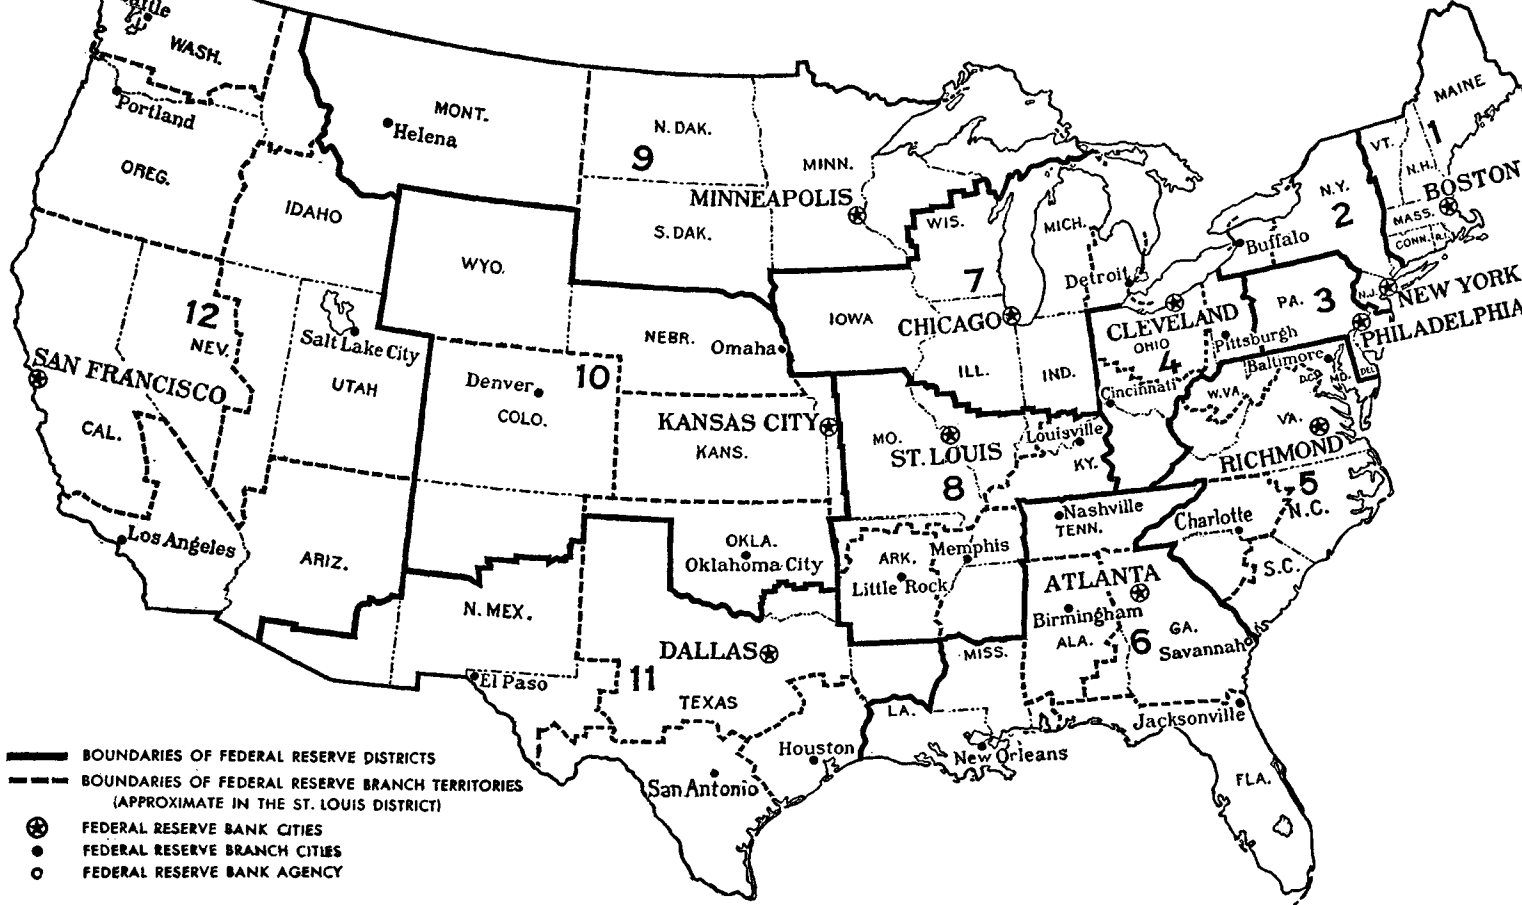 WASH.
Portland
OREG.
MONT.
Helena
IDAHO
N. DAK.
9
MINN.
MINNEAPOLIS
S. DAK.
WYO.
WIS.
MICH.
7
Detroit
MAINE
1
VT.
N.H.
BOSTON
MASS.
CONN.
R.I.
N.Y.
2
Buffalo
NEW YORK
N.J.
PA.
3
PHILADELPHIA
Pittsburgh
CLEVELAND
OHIO
4
Cincinnati
Baltimore
DEL
MD.
D.C.
W.VA.
VA.
RICHMOND
5
N.C.
Charlotte
S.C.
12
NEV.
Salt Lake City
UTAH
SAN FRANCISCO
CAL.
Los Angeles
ARIZ.
NEBR.
Omaha
IOWA
CHICAGO
ILL.
IND.
Denver
10
COLO.
KANSAS CITY
KANS.
MO.
ST. LOUIS
8
Louisville
KY.
Nashville
TENN.
Memphis
ARK.
Little Rock
OKLA.
Oklahoma City
N. MEX.
El Paso
DALLAS
11
TEXAS
Houston
San Antonio
LA.
New Orleans
MISS.
ATLANTA
Birmingham
ALA.
6
GA.
Savannah
Jacksonville
FLA.
BOUNDARIES OF FEDERAL RESERVE DISTRICTS
BOUNDARIES OF FEDERAL RESERVE BRANCH TERRITORIES
(APPROXIMATE IN THE ST. LOUIS DISTRICT)
FEDERAL RESERVE BANK CITIES
FEDERAL RESERVE BRANCH CITIES
FEDERAL RESERVE BANK AGENCY